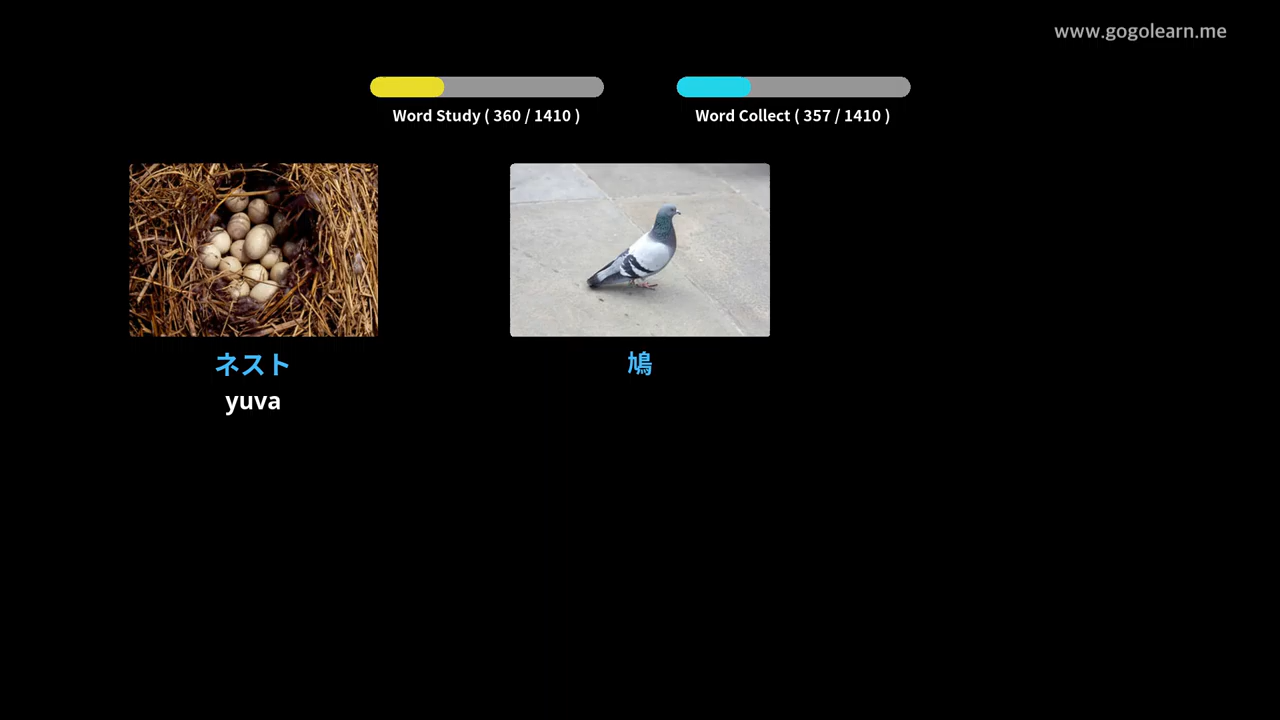 www.gogolearn.me
Word Study ( 360 / 1410 )
Word Collect ( 357 / 1410 )
ネスト
yuva
鳩